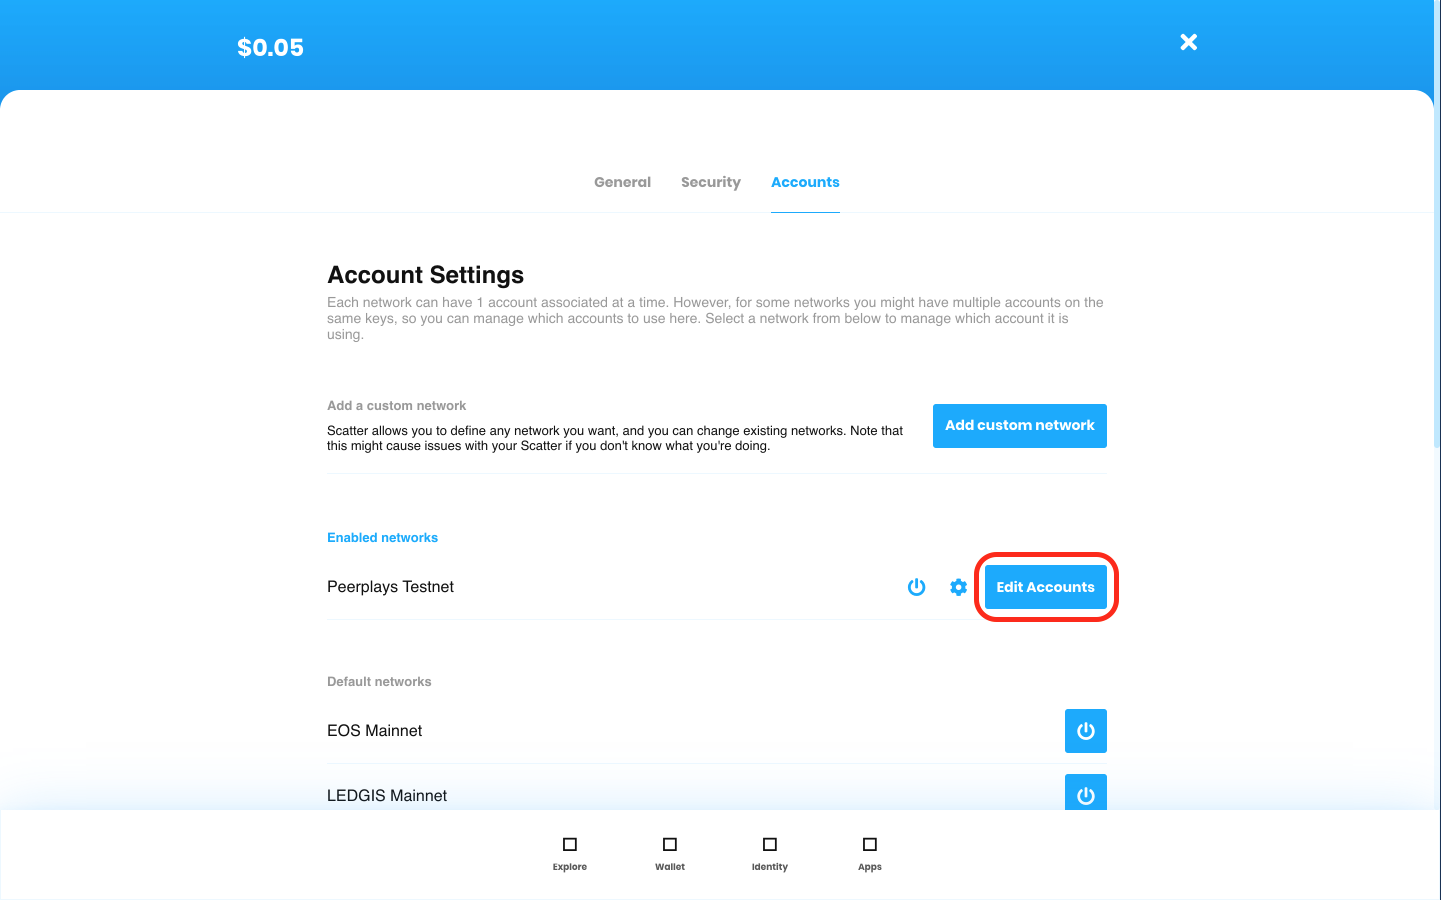 $0.05
General Security Accounts
Account Settings
Each network can have 1 account associated at a time. However, for some networks you might have multiple accounts on the
same keys, so you can manage which accounts to use here. Select a network from below to manage which account it is
using.
Add a custom network
Scatter allows you to define any network you want, and you can change existing networks. Note that
this might cause issues with your Scatter if you don't know what you're doing.
Add custom network
Enabled networks
Peerplays Testnet
Edit Accounts
Default networks
EOS Mainnet
LEDGIS Mainnet
Explore Wallet Identity Apps